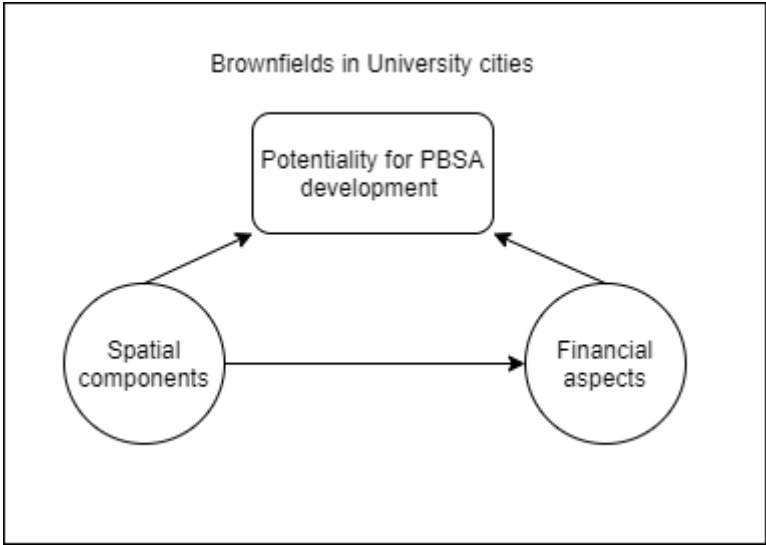 Brownfields in University cities
Potentiality for PBSA
development
Spatial
components
Financial
aspects